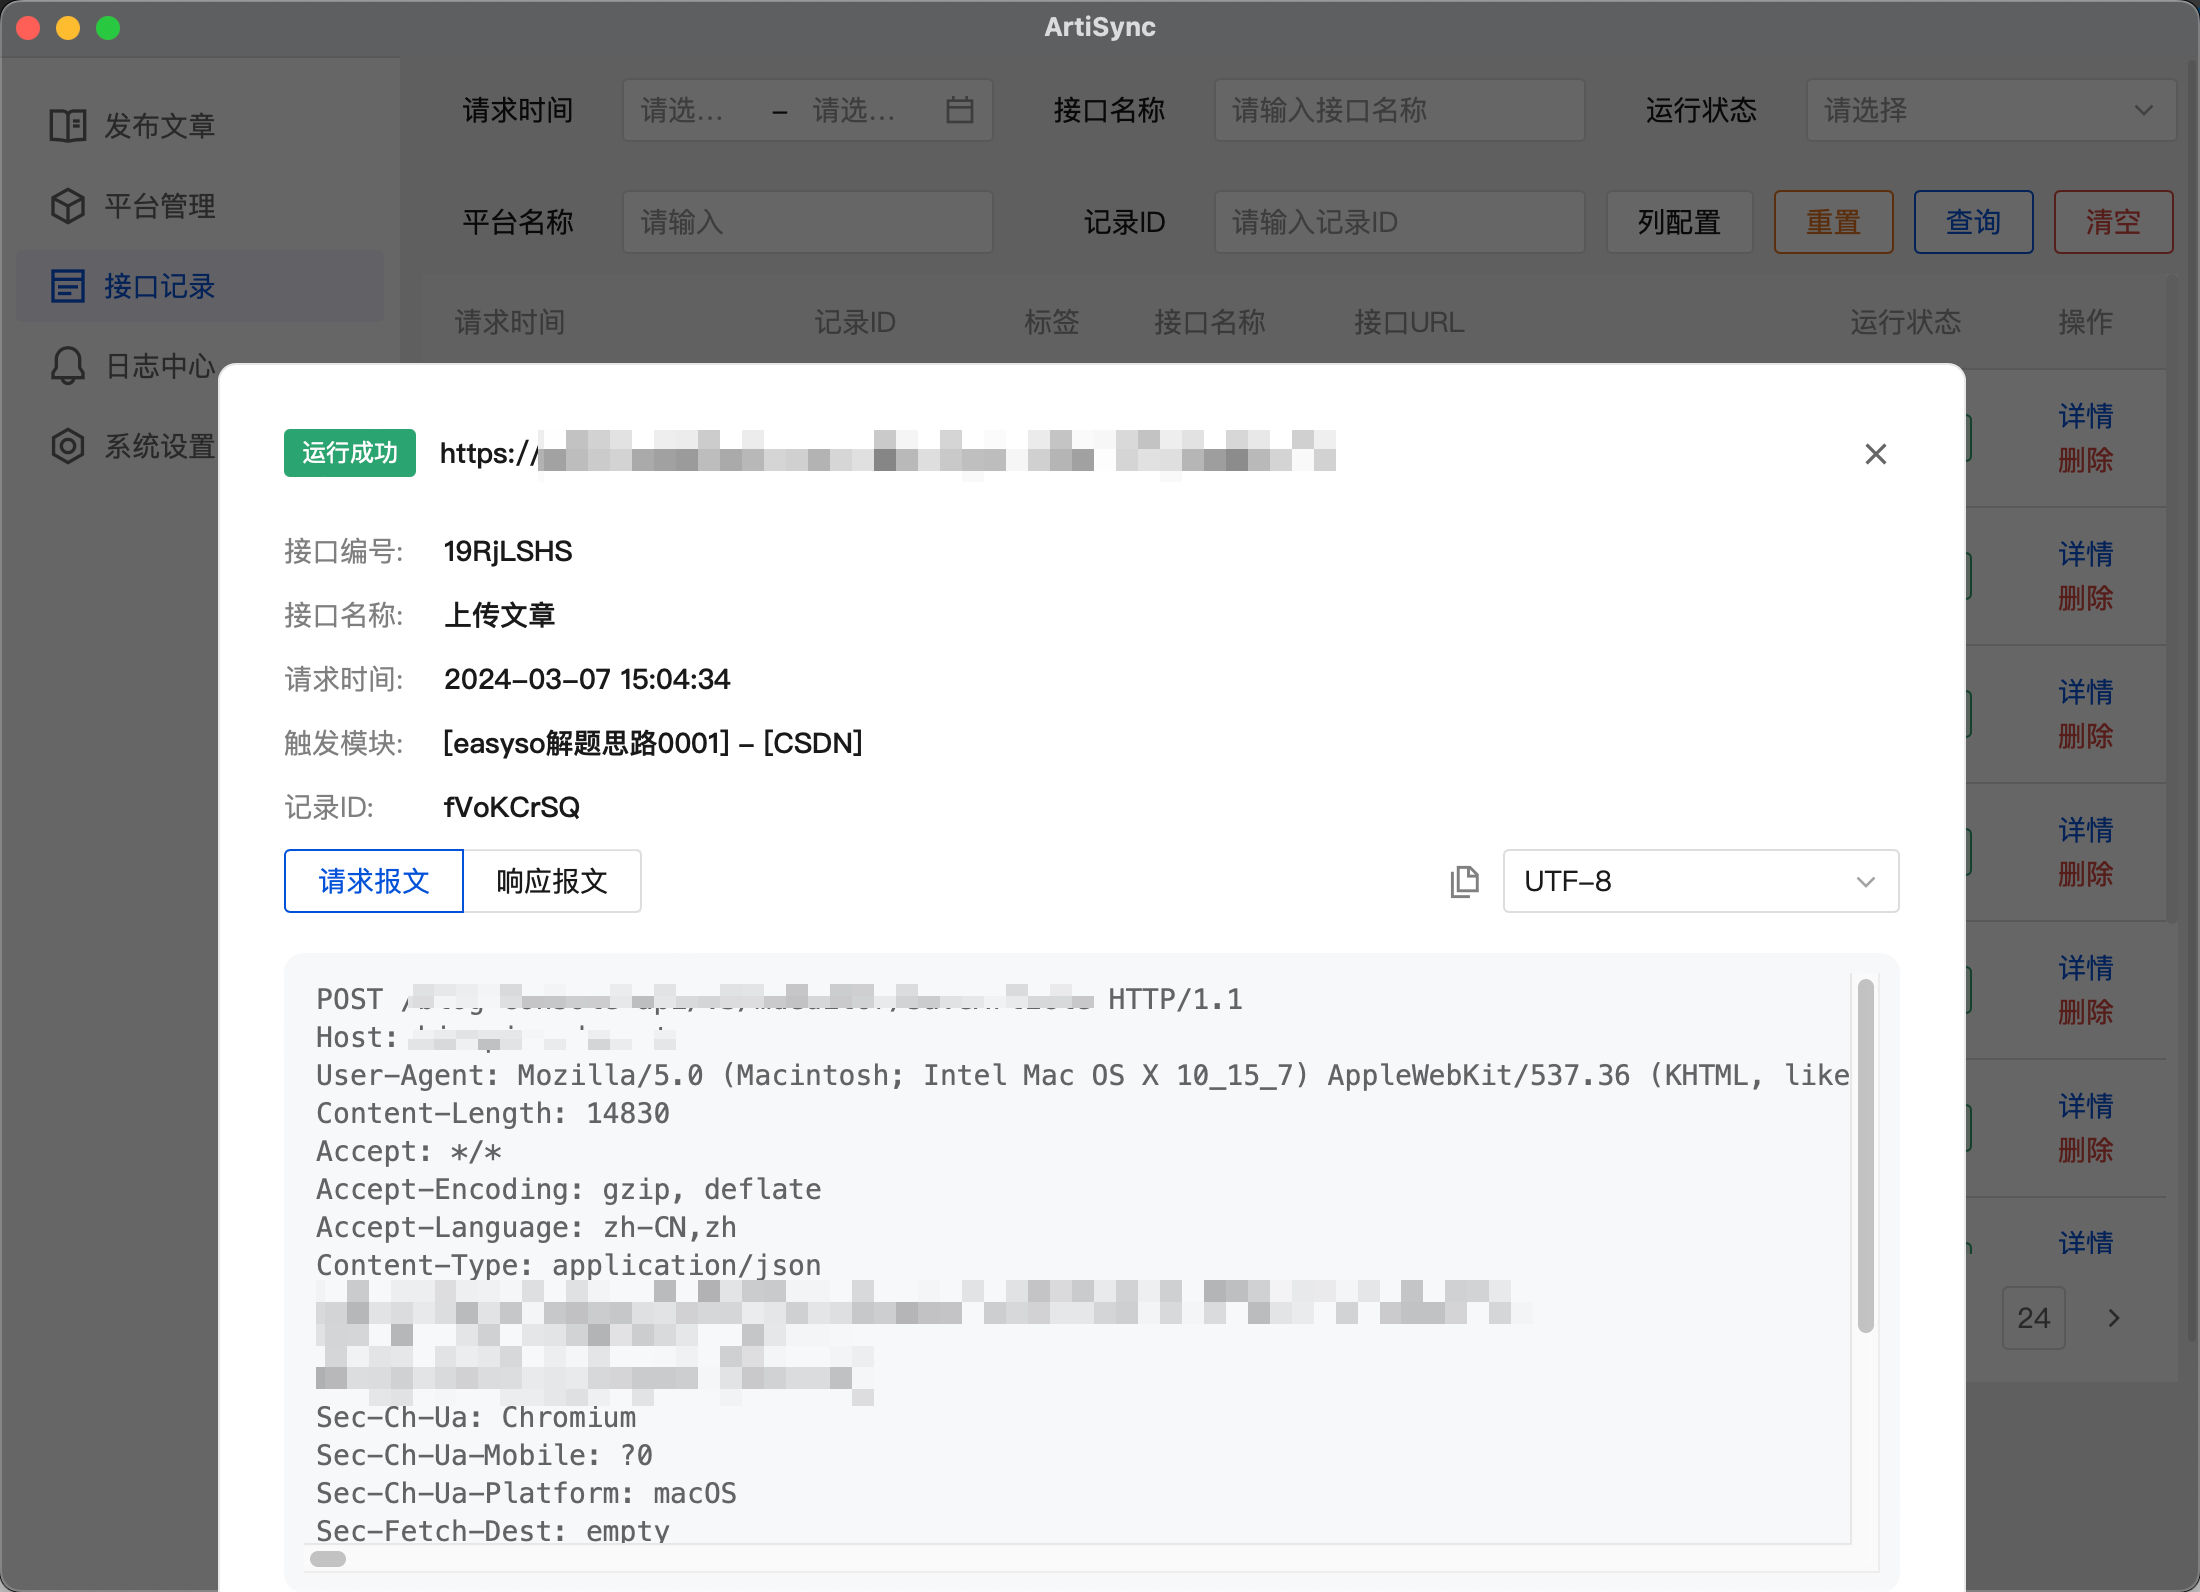 ArtiSync
发布文章
平台管理
接口记录
日志中心
系统设置
请求时间 请选... – 请选... 接口名称 请输入接口名称 运行状态 请选择
平台名称 请输入 记录ID 请输入记录ID 列配置 重置 查询 清空
请求时间 记录ID 标签 接口名称 接口URL 运行状态 操作
详情
删除
详情
删除
详情
删除
详情
删除
详情
删除
详情
删除
详情
24
运行成功 https://
接口编号: 19RjLSHS
接口名称: 上传文章
请求时间: 2024-03-07 15:04:34
触发模块: [easyso解题思路0001] - [CSDN]
记录ID: fVoKCrSQ
请求报文 响应报文 UTF-8
POST / HTTP/1.1
Host:
User-Agent: Mozilla/5.0 (Macintosh; Intel Mac OS X 10_15_7) AppleWebKit/537.36 (KHTML, like
Content-Length: 14830
Accept: */*
Accept-Encoding: gzip, deflate
Accept-Language: zh-CN,zh
Content-Type: application/json
Sec-Ch-Ua: Chromium
Sec-Ch-Ua-Mobile: ?0
Sec-Ch-Ua-Platform: macOS
Sec-Fetch-Dest: empty